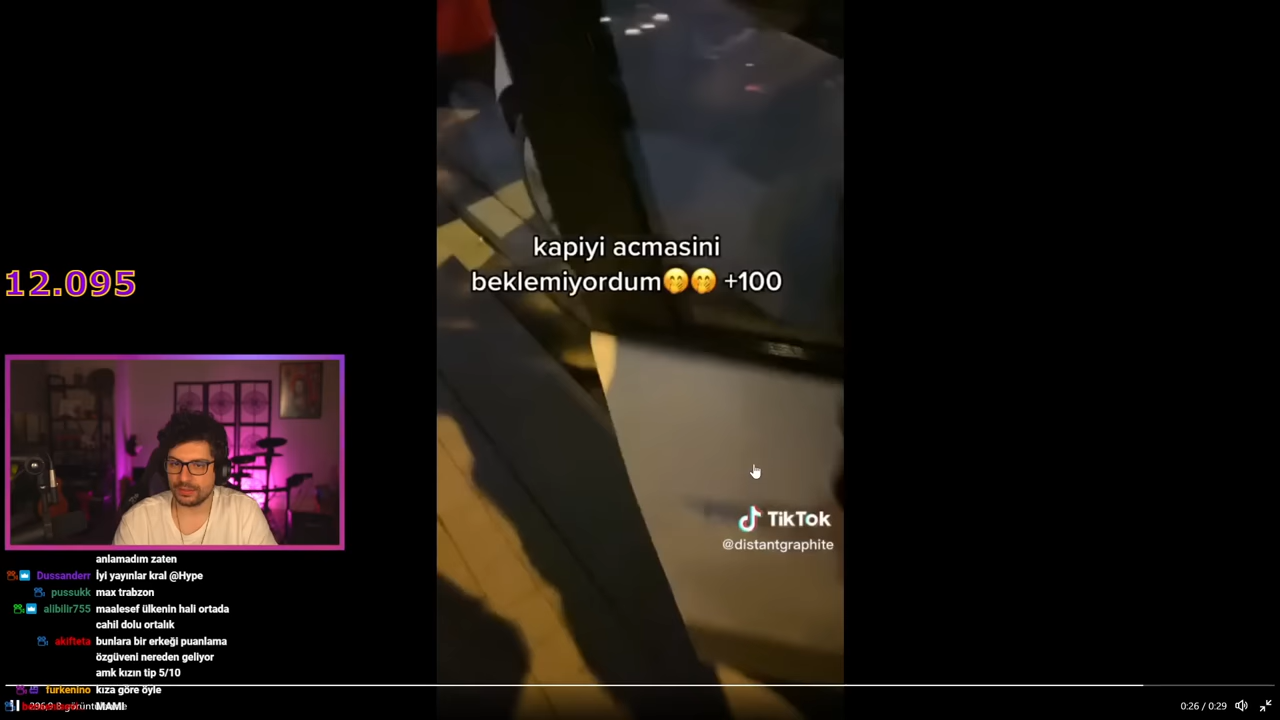 kapiyi acmasini
beklemiyordum🤭🤭 +100
12.095
TikTok
@distantgraphite
anlamadım zaten
Dussanderr İyi yayınlar kral @Hype
pussukk max trabzon
alibilir755 maalesef ülkenin hali ortada
cahil dolu ortalık
akifteta bunlara bir erkeği puanlama
özgüveni nereden geliyor
amk kızın tip 5/10
furkenino kıza göre öyle
MAMI
0:26 / 0:29